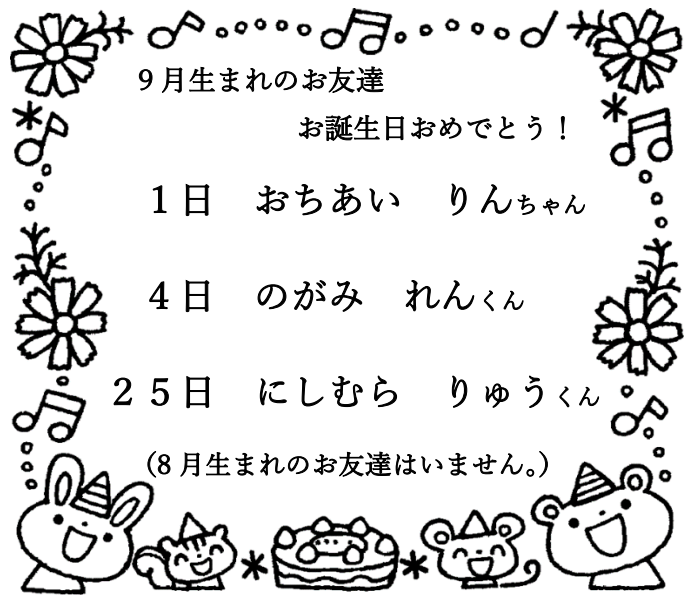 ９月生まれのお友達
お誕生日おめでとう！
１日　おちあい　りんちゃん
４日　のがみ　れんくん
２５日　にしむら　りゅうくん
（8月生まれのお友達はいません。）